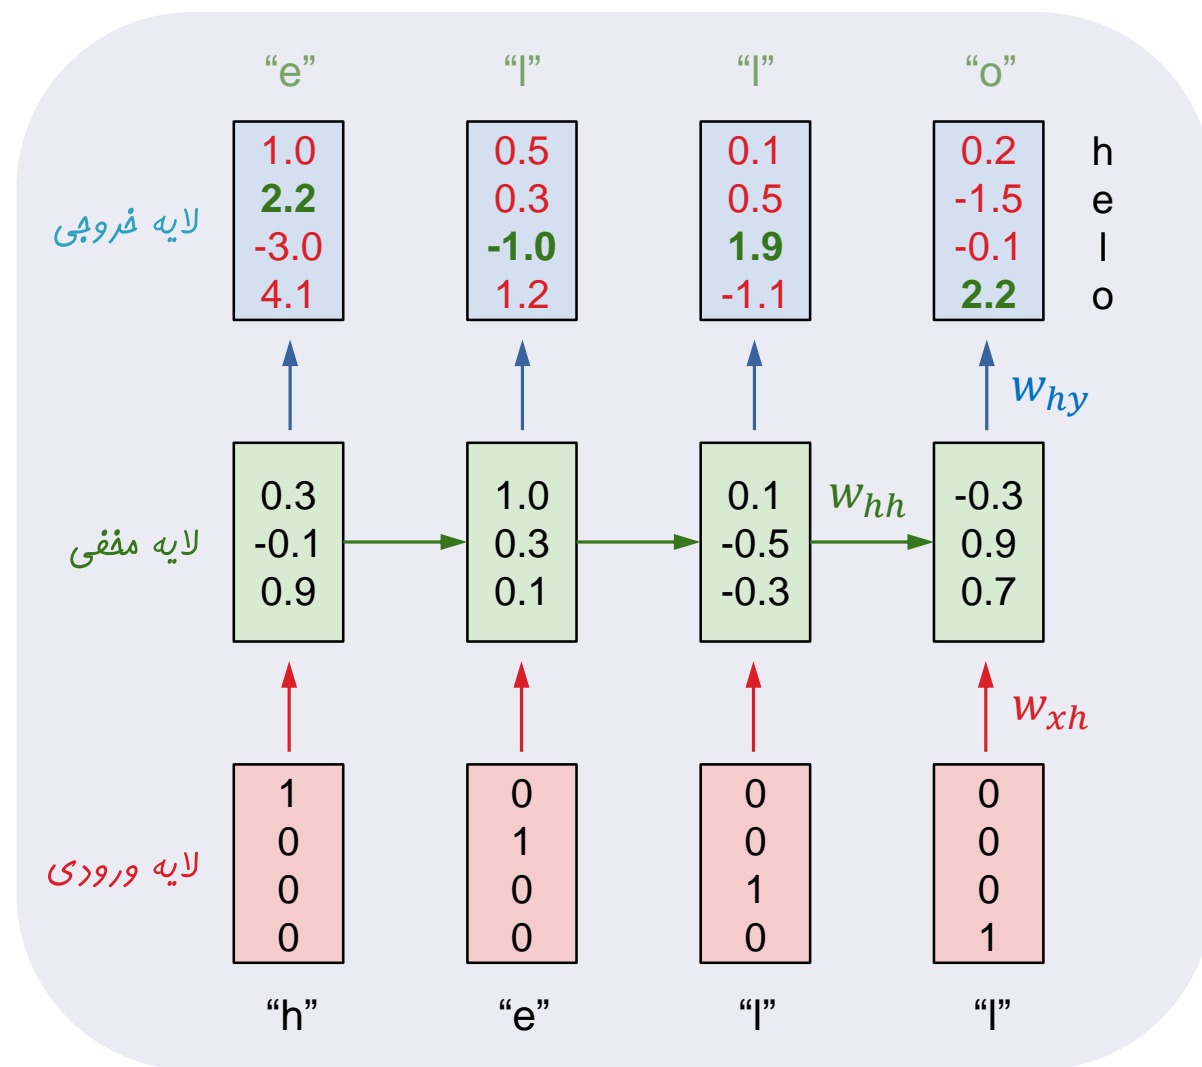 “e” “l” “l” “o”
1.0 0.5 0.1 0.2 h
2.2 0.3 0.5 -1.5 e
لایه خروجی
-3.0 -1.0 1.9 -0.1 l
4.1 1.2 -1.1 2.2 o
w_hy
0.3 1.0 0.1 w_hh -0.3
لایه مخفی
-0.1 0.3 -0.5 0.9
0.9 0.1 -0.3 0.7
w_xh
1 0 0 0
0 1 0 0
لایه ورودی
0 0 1 0
0 0 0 1
“h” “e” “l” “l”